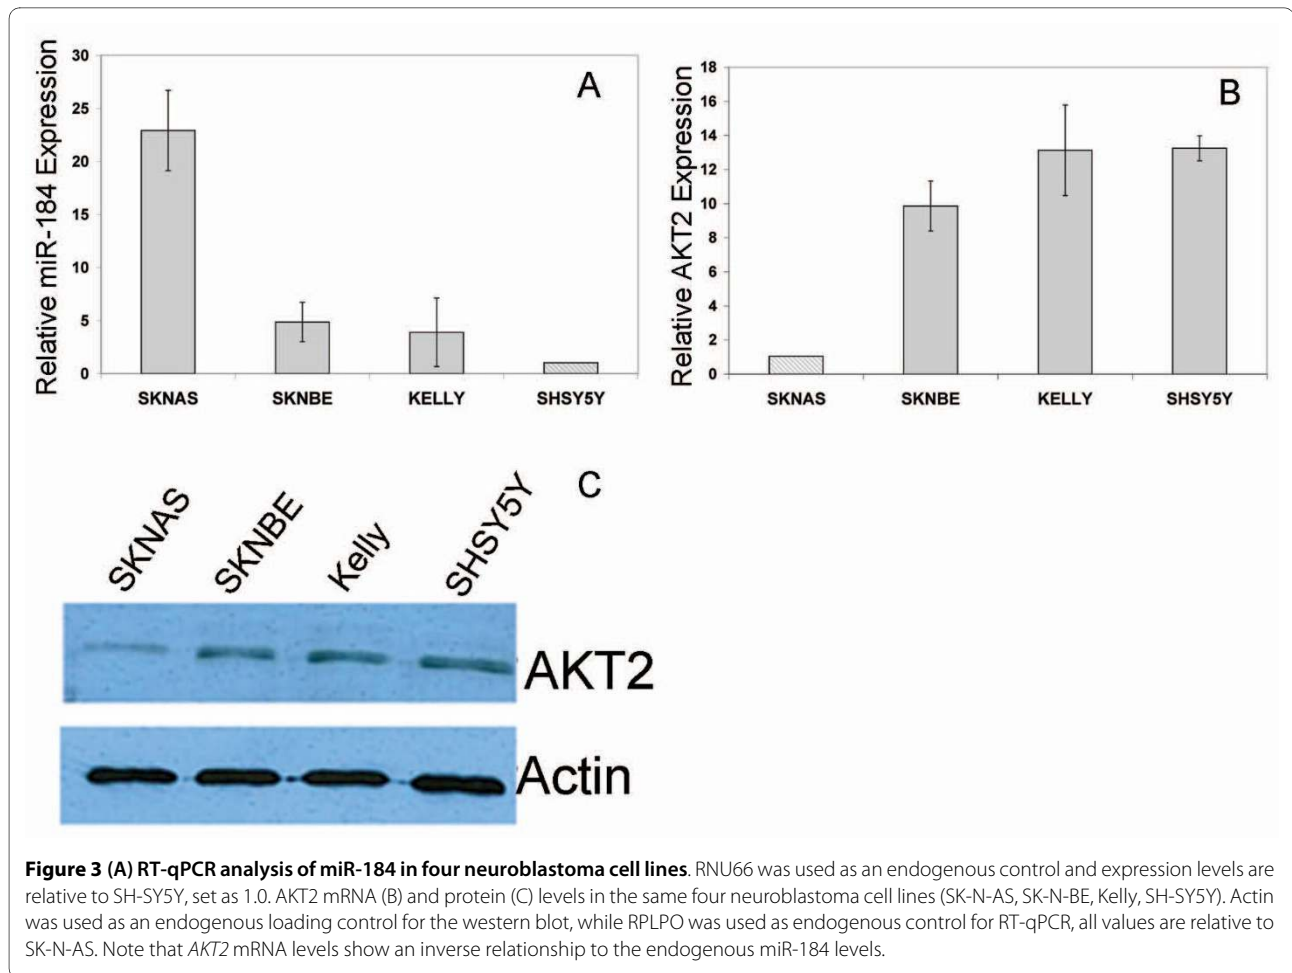 A
Relative miR-184 Expression
30
25
20
15
10
5
0
SKNAS SKNBE KELLY SHSY5Y
B
Relative AKT2 Expression
18
16
14
12
10
8
6
4
2
0
SKNAS SKNBE KELLY SHSY5Y
C
SKNAS SKNBE Kelly SHSY5Y
AKT2
Actin
Figure 3 (A) RT-qPCR analysis of miR-184 in four neuroblastoma cell lines. RNU66 was used as an endogenous control and expression levels are
relative to SH-SY5Y, set as 1.0. AKT2 mRNA (B) and protein (C) levels in the same four neuroblastoma cell lines (SK-N-AS, SK-N-BE, Kelly, SH-SY5Y). Actin
was used as an endogenous loading control for the western blot, while RPLPO was used as endogenous control for RT-qPCR, all values are relative to
SK-N-AS. Note that AKT2 mRNA levels show an inverse relationship to the endogenous miR-184 levels.